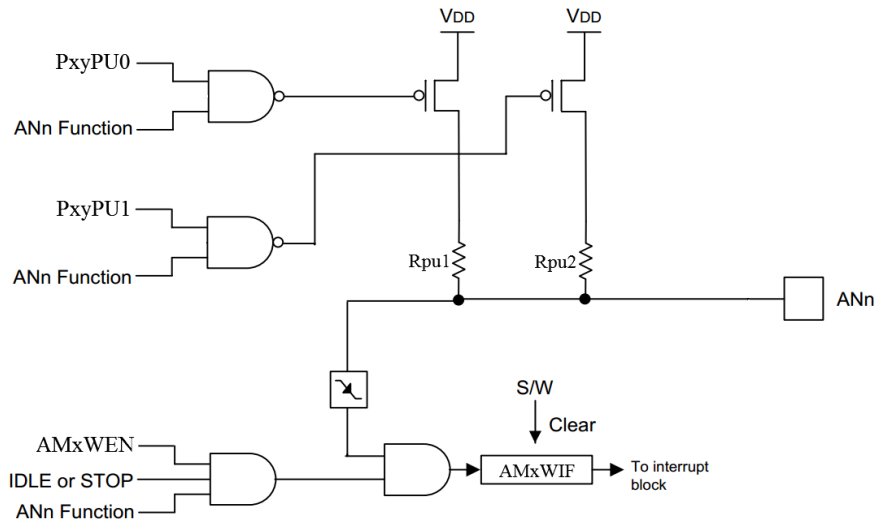 VDD
VDD
PxyPU0
ANn Function
PxyPU1
ANn Function
Rpu1
Rpu2
ANn
S/W
Clear
AMxWEN
IDLE or STOP
ANn Function
AMxWIF
To interrupt
block